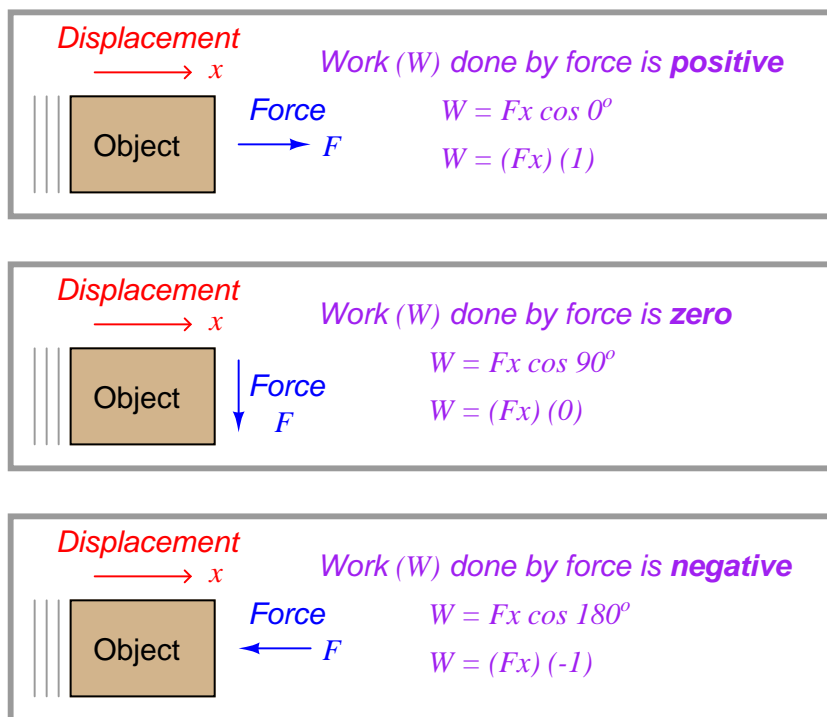 Displacement
x
Work (W) done by force is positive
Object
Force
F
W = Fx cos 0°
W = (Fx) (1)
Displacement
x
Work (W) done by force is zero
Object
Force
F
W = Fx cos 90°
W = (Fx) (0)
Displacement
x
Work (W) done by force is negative
Object
Force
F
W = Fx cos 180°
W = (Fx) (-1)